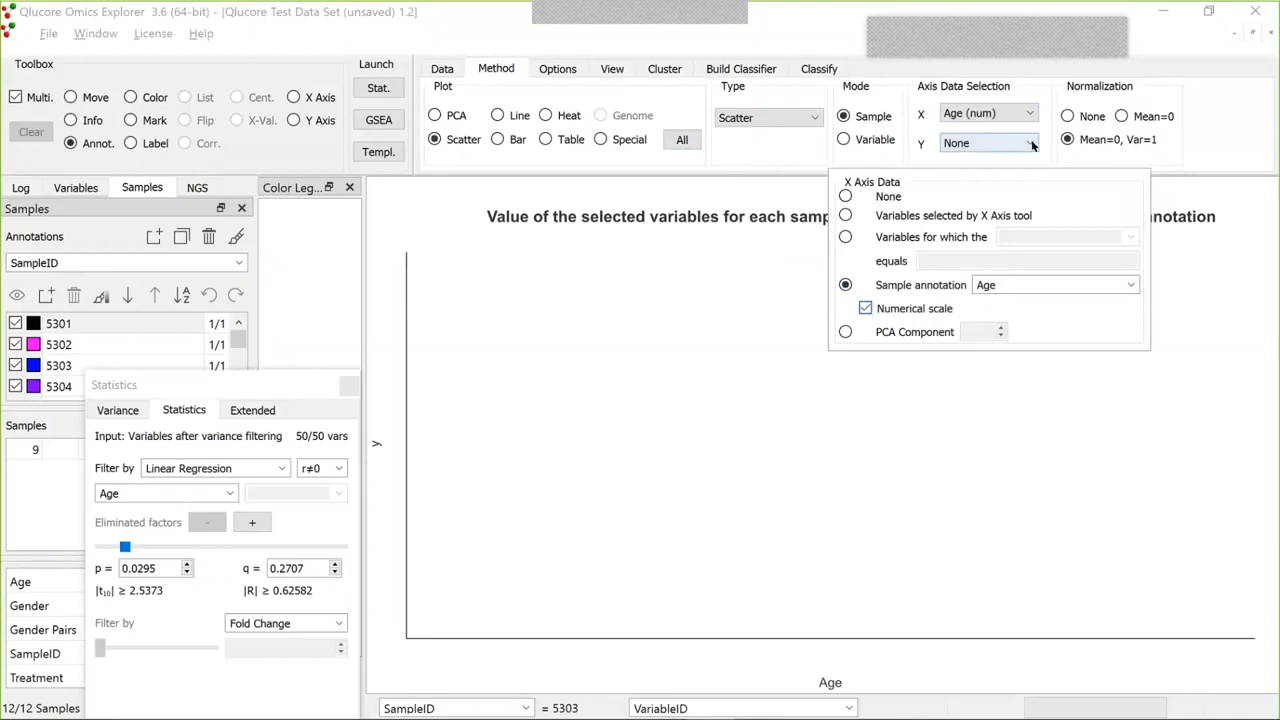 Qlucore Omics Explorer 3.6 (64-bit) - [Qlucore Test Data Set (unsaved) 1.2]
File Window License Help
Toolbox
Launch
Multi. Move Color List Cent. X Axis
Info Mark Flip X-Val. Y Axis
Clear
Annot. Label Corr.
Stat.
GSEA
Templ.
Data Method Options View Cluster Build Classifier Classify
Plot Type Mode Axis Data Selection Normalization
PCA Line Heat Genome Scatter Sample X Age (num) None Mean=0
Scatter Bar Table Special All Variable Y None Mean=0, Var=1
Log Variables Samples NGS
Color Leg...
Samples
Annotations
SampleID
5301 1/1
5302 1/1
5303 1/1
5304
Samples
9
Age
Gender
Gender Pairs
SampleID
Treatment
12/12 Samples
Statistics
Variance Statistics Extended
Input: Variables after variance filtering 50/50 vars
Filter by Linear Regression r≠0
Age
Eliminated factors - +
p = 0.0295 q = 0.2707
|t₁₀| ≥ 2.5373 |R| ≥ 0.62582
Filter by Fold Change
Value of the selected variables for each samp
notation
X Axis Data
None
Variables selected by X Axis tool
Variables for which the
equals
Sample annotation Age
Numerical scale
PCA Component
y
Age
SampleID = 5303 VariableID